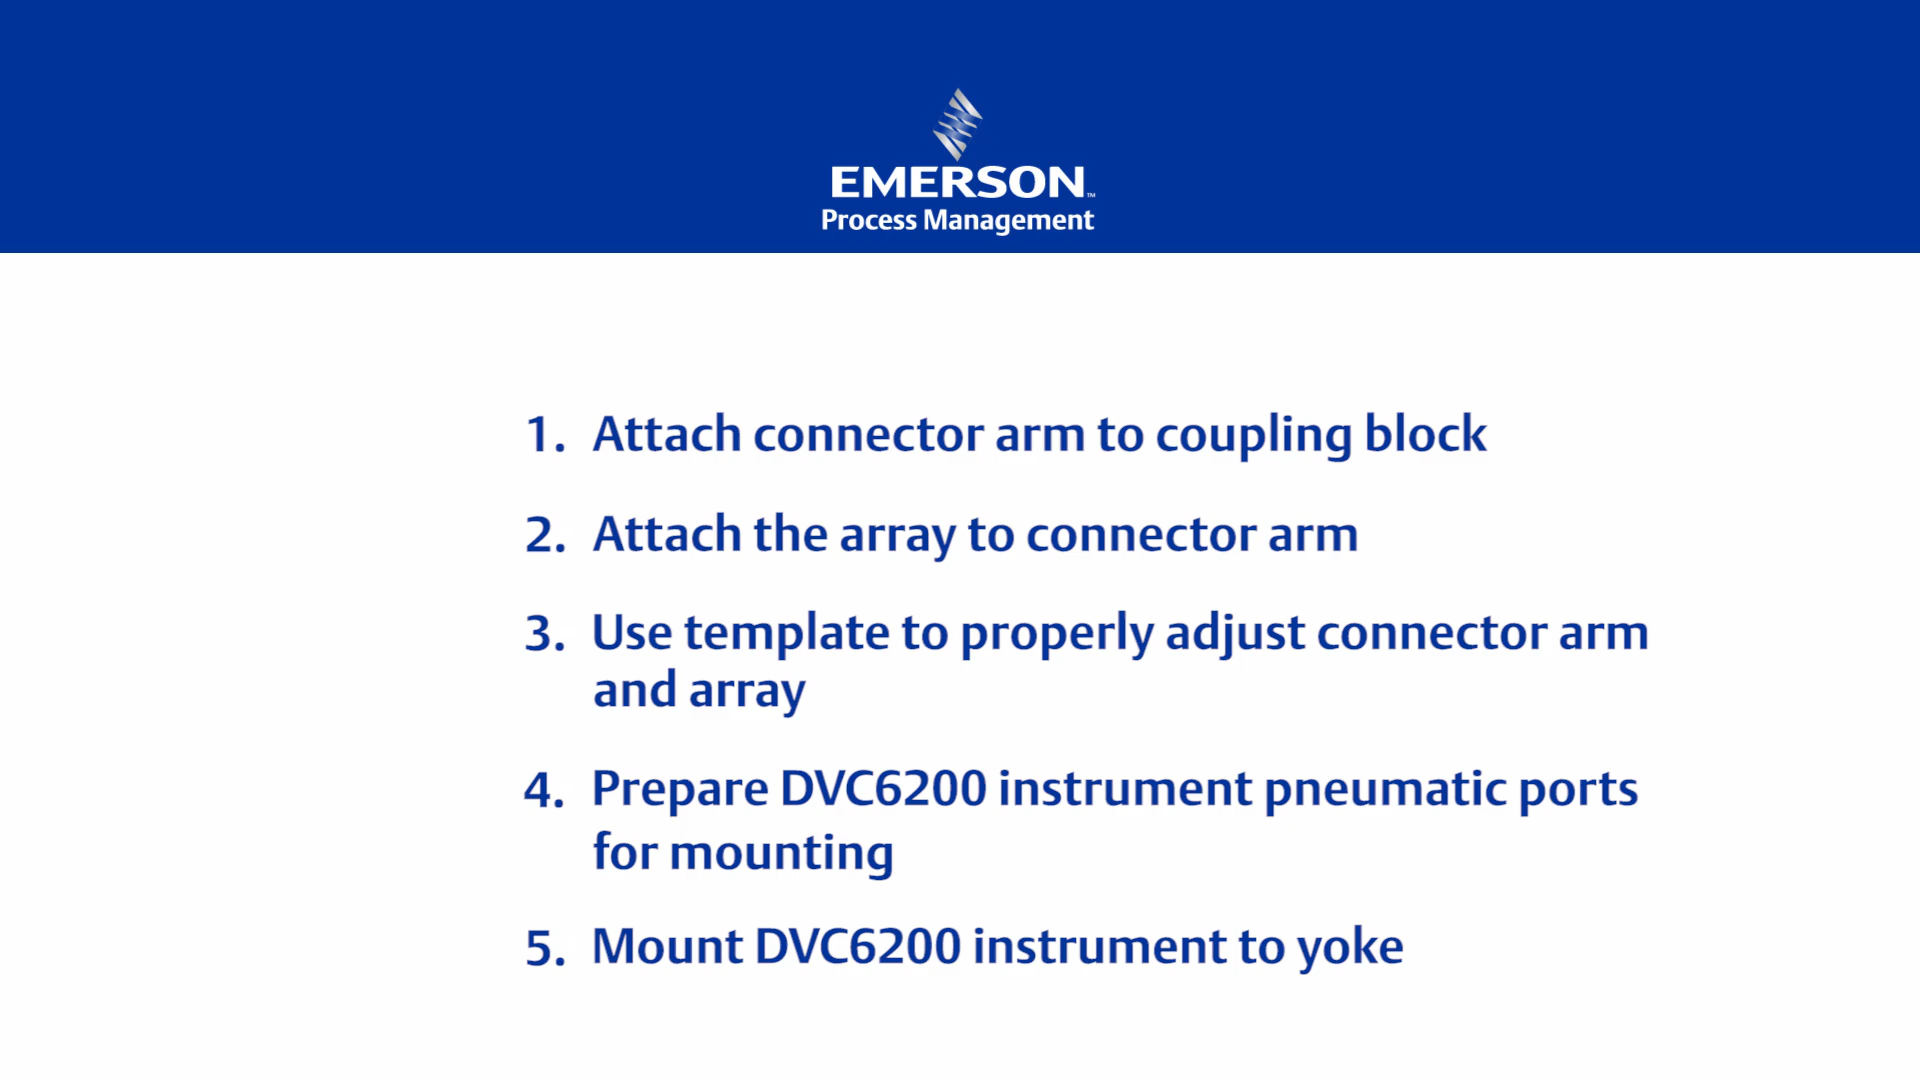 EMERSON™
Process Management
1. Attach connector arm to coupling block
2. Attach the array to connector arm
3. Use template to properly adjust connector arm
and array
4. Prepare DVC6200 instrument pneumatic ports
for mounting
5. Mount DVC6200 instrument to yoke